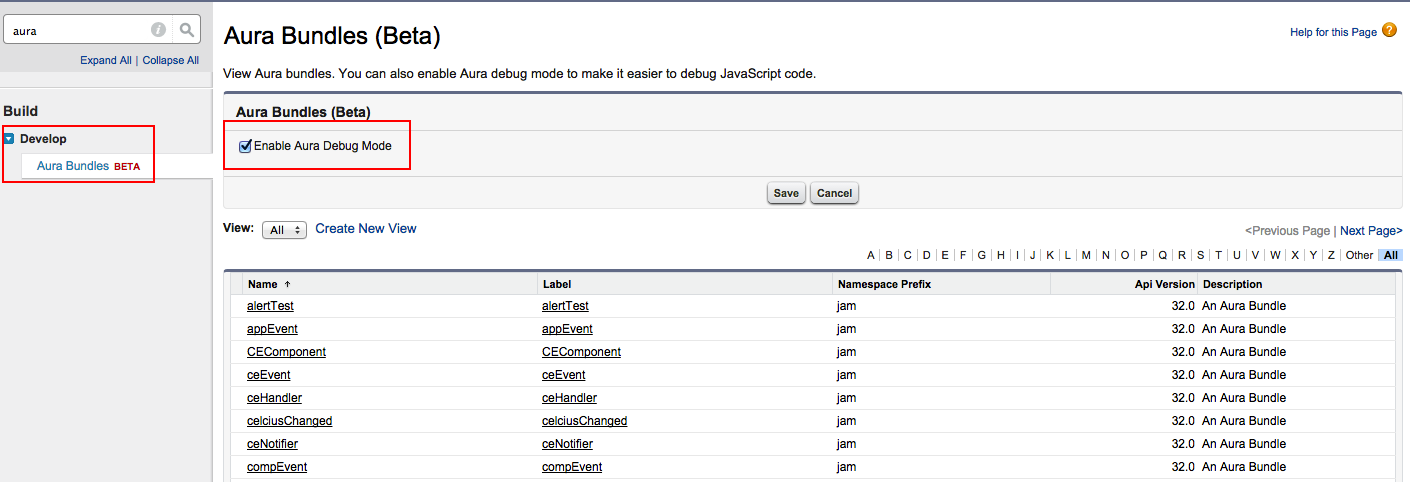 aura
Expand All | Collapse All
Build
Develop
Aura Bundles BETA
Aura Bundles (Beta)
Help for this Page ?
View Aura bundles. You can also enable Aura debug mode to make it easier to debug JavaScript code.
Aura Bundles (Beta)
Enable Aura Debug Mode
Save Cancel
View: All Create New View
<Previous Page | Next Page>
A | B | C | D | E | F | G | H | I | J | K | L | M | N | O | P | Q | R | S | T | U | V | W | X | Y | Z | Other All
Name ↑ Label Namespace Prefix Api Version Description
alertTest alertTest jam 32.0 An Aura Bundle
appEvent appEvent jam 32.0 An Aura Bundle
CEComponent CEComponent jam 32.0 An Aura Bundle
ceEvent ceEvent jam 32.0 An Aura Bundle
ceHandler ceHandler jam 32.0 An Aura Bundle
celciusChanged celciusChanged jam 32.0 An Aura Bundle
ceNotifier ceNotifier jam 32.0 An Aura Bundle
compEvent compEvent jam 32.0 An Aura Bundle